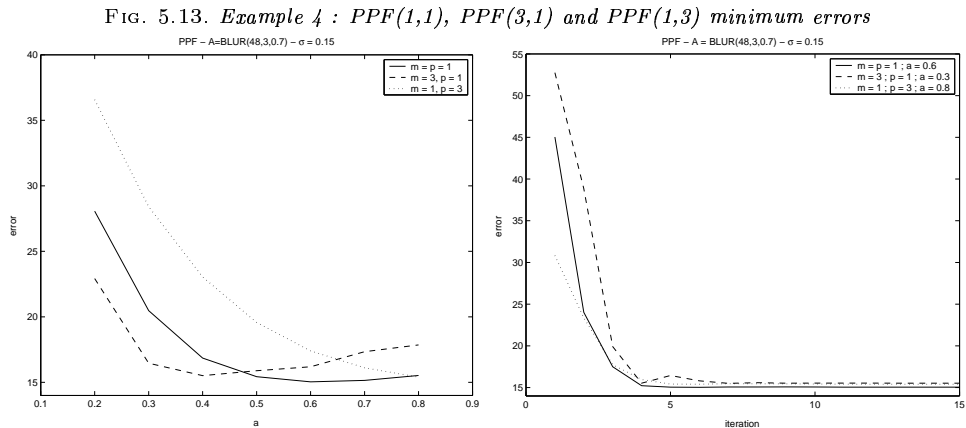 FIG. 5.13. Example 4 : PPF(1,1), PPF(3,1) and PPF(1,3) minimum errors
PPF − A=BLUR(48,3,0.7) − σ = 0.15
40
35
30
25
20
15
error
m = p = 1
m = 3, p = 1
m = 1, p = 3
0.1 0.2 0.3 0.4 0.5 0.6 0.7 0.8 0.9
a
PPF − A = BLUR(48,3,0.7) − σ = 0.15
55
50
45
40
35
30
25
20
15
error
m = p = 1 ; a = 0.6
m = 3 ; p = 1 ; a = 0.3
m = 1 ; p = 3 ; a = 0.8
0 5 10 15
iteration